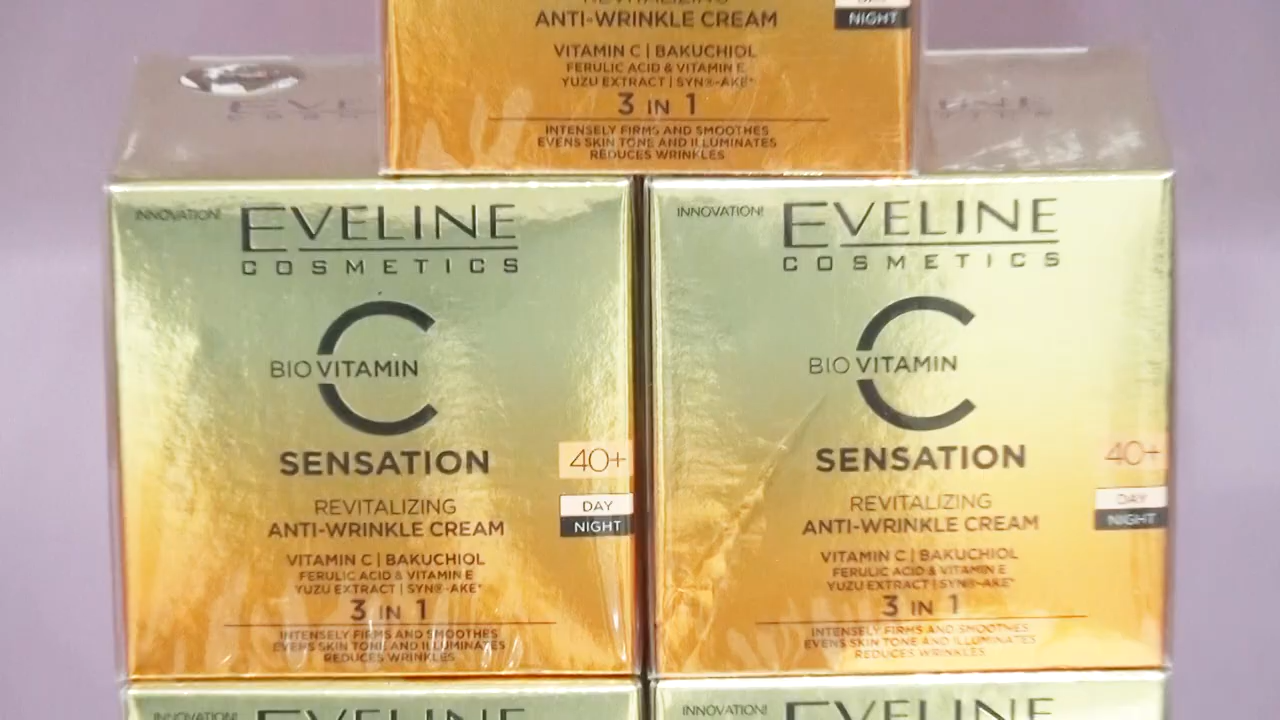 REVITALIZING
ANTI-WRINKLE CREAM
NIGHT
VITAMIN C | BAKUCHIOL
FERULIC ACID & VITAMIN E
YUZU EXTRACT | SYN®-AKE*
3 IN 1
INTENSELY FIRMS AND SMOOTHES
EVENS SKIN TONE AND ILLUMINATES
REDUCES WRINKLES
INNOVATION!
EVELINE
COSMETICS
C
BIO VITAMIN
SENSATION
40+
REVITALIZING
DAY
ANTI-WRINKLE CREAM
NIGHT
VITAMIN C | BAKUCHIOL
FERULIC ACID & VITAMIN E
YUZU EXTRACT | SYN®-AKE*
3 IN 1
INTENSELY FIRMS AND SMOOTHES
EVENS SKIN TONE AND ILLUMINATES
REDUCES WRINKLES
INNOVATION!
EVELINE
COSMETICS
C
BIO VITAMIN
SENSATION
40+
REVITALIZING
DAY
ANTI-WRINKLE CREAM
NIGHT
VITAMIN C | BAKUCHIOL
FERULIC ACID & VITAMIN E
YUZU EXTRACT | SYN®-AKE*
3 IN 1
INTENSELY FIRMS AND SMOOTHES
EVENS SKIN TONE AND ILLUMINATES
REDUCES WRINKLES
INNOVATION!
EVELINE
INNOVATION!
EVELINE